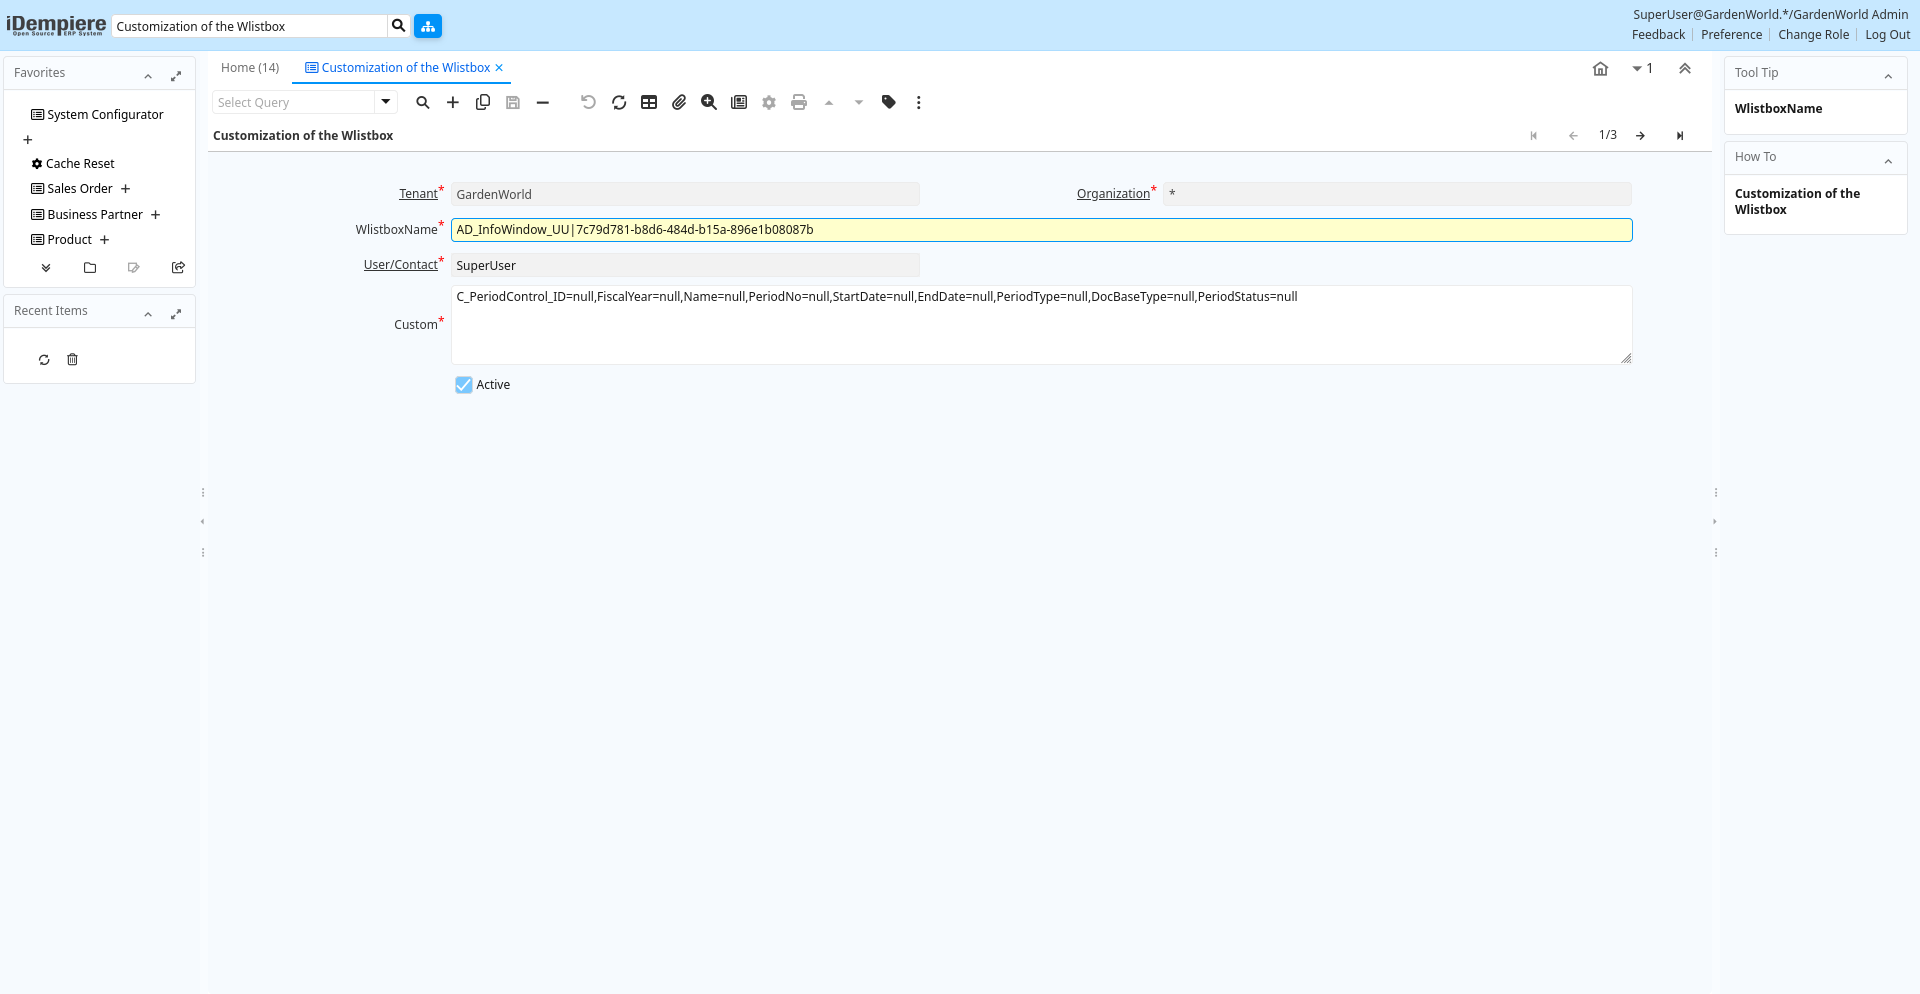 iDempiere
Open Source ERP System
Customization of the Wlistbox
SuperUser@GardenWorld.*/GardenWorld Admin
Feedback Preference Change Role Log Out
Favorites
System Configurator
Cache Reset
Sales Order
Business Partner
Product
Recent Items
Home (14)
Customization of the Wlistbox
1
Select Query
Customization of the Wlistbox
1/3
Tenant* GardenWorld
Organization* *
WlistboxName* AD_InfoWindow_UU|7c79d781-b8d6-484d-b15a-896e1b08087b
User/Contact* SuperUser
Custom* C_PeriodControl_ID=null,FiscalYear=null,Name=null,PeriodNo=null,StartDate=null,EndDate=null,PeriodType=null,DocBaseType=null,PeriodStatus=null
Active
Tool Tip
WlistboxName
How To
Customization of the
Wlistbox